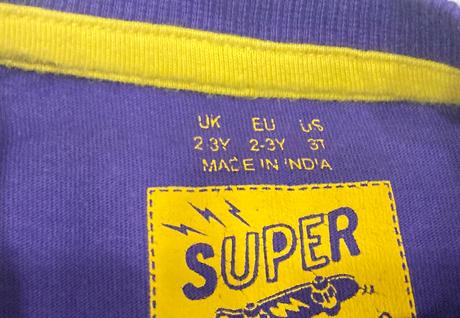 UK EU US
2-3Y 2-3Y 3T
MADE IN INDIA
SUPER